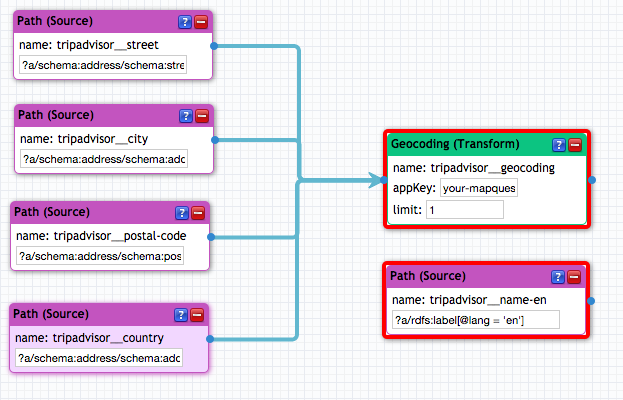 Path (Source)
?
name: tripadvisor__street
?a/schema:address/schema:stre
Path (Source)
?
name: tripadvisor__city
?a/schema:address/schema:adc
Path (Source)
?
name: tripadvisor__postal-code
?a/schema:address/schema:pos
Path (Source)
?
name: tripadvisor__country
?a/schema:address/schema:adc
Geocoding (Transform)
?
name: tripadvisor__geocoding
appKey: your-mapques
limit: 1
Path (Source)
?
name: tripadvisor__name-en
?a/rdfs:label[@lang = 'en']